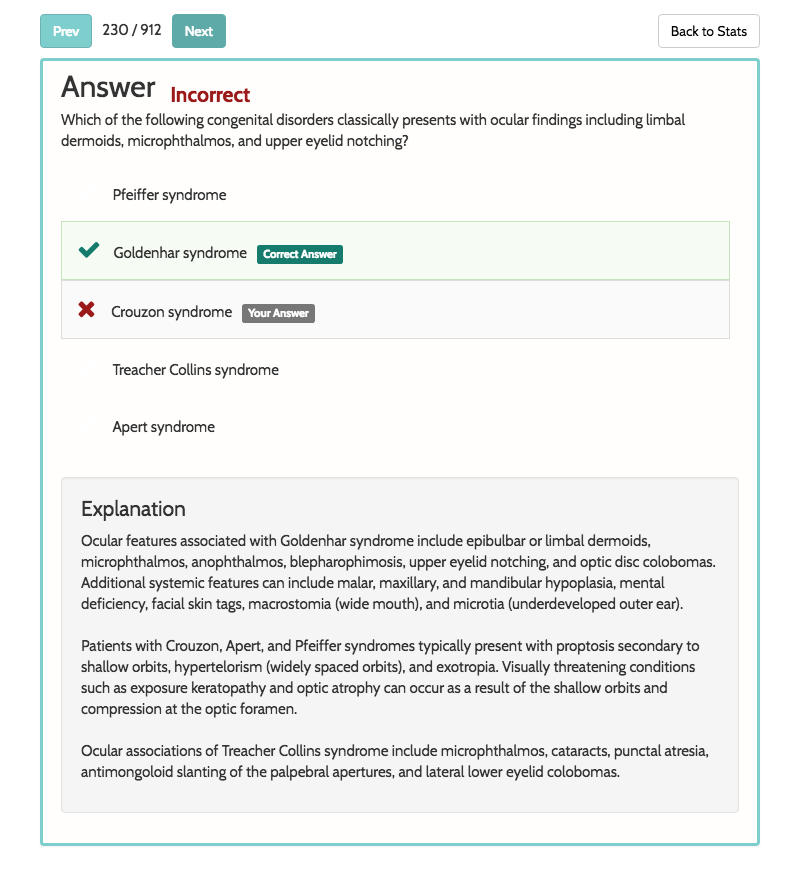 Prev 230 / 912 Next Back to Stats
Answer Incorrect
Which of the following congenital disorders classically presents with ocular findings including limbal
dermoids, microphthalmos, and upper eyelid notching?
Pfeiffer syndrome
Goldenhar syndrome Correct Answer
Crouzon syndrome Your Answer
Treacher Collins syndrome
Apert syndrome
Explanation
Ocular features associated with Goldenhar syndrome include epibulbar or limbal dermoids,
microphthalmos, anophthalmos, blepharophimosis, upper eyelid notching, and optic disc colobomas.
Additional systemic features can include malar, maxillary, and mandibular hypoplasia, mental
deficiency, facial skin tags, macrostomia (wide mouth), and microtia (underdeveloped outer ear).
Patients with Crouzon, Apert, and Pfeiffer syndromes typically present with proptosis secondary to
shallow orbits, hypertelorism (widely spaced orbits), and exotropia. Visually threatening conditions
such as exposure keratopathy and optic atrophy can occur as a result of the shallow orbits and
compression at the optic foramen.
Ocular associations of Treacher Collins syndrome include microphthalmos, cataracts, punctal atresia,
antimongoloid slanting of the palpebral apertures, and lateral lower eyelid colobomas.